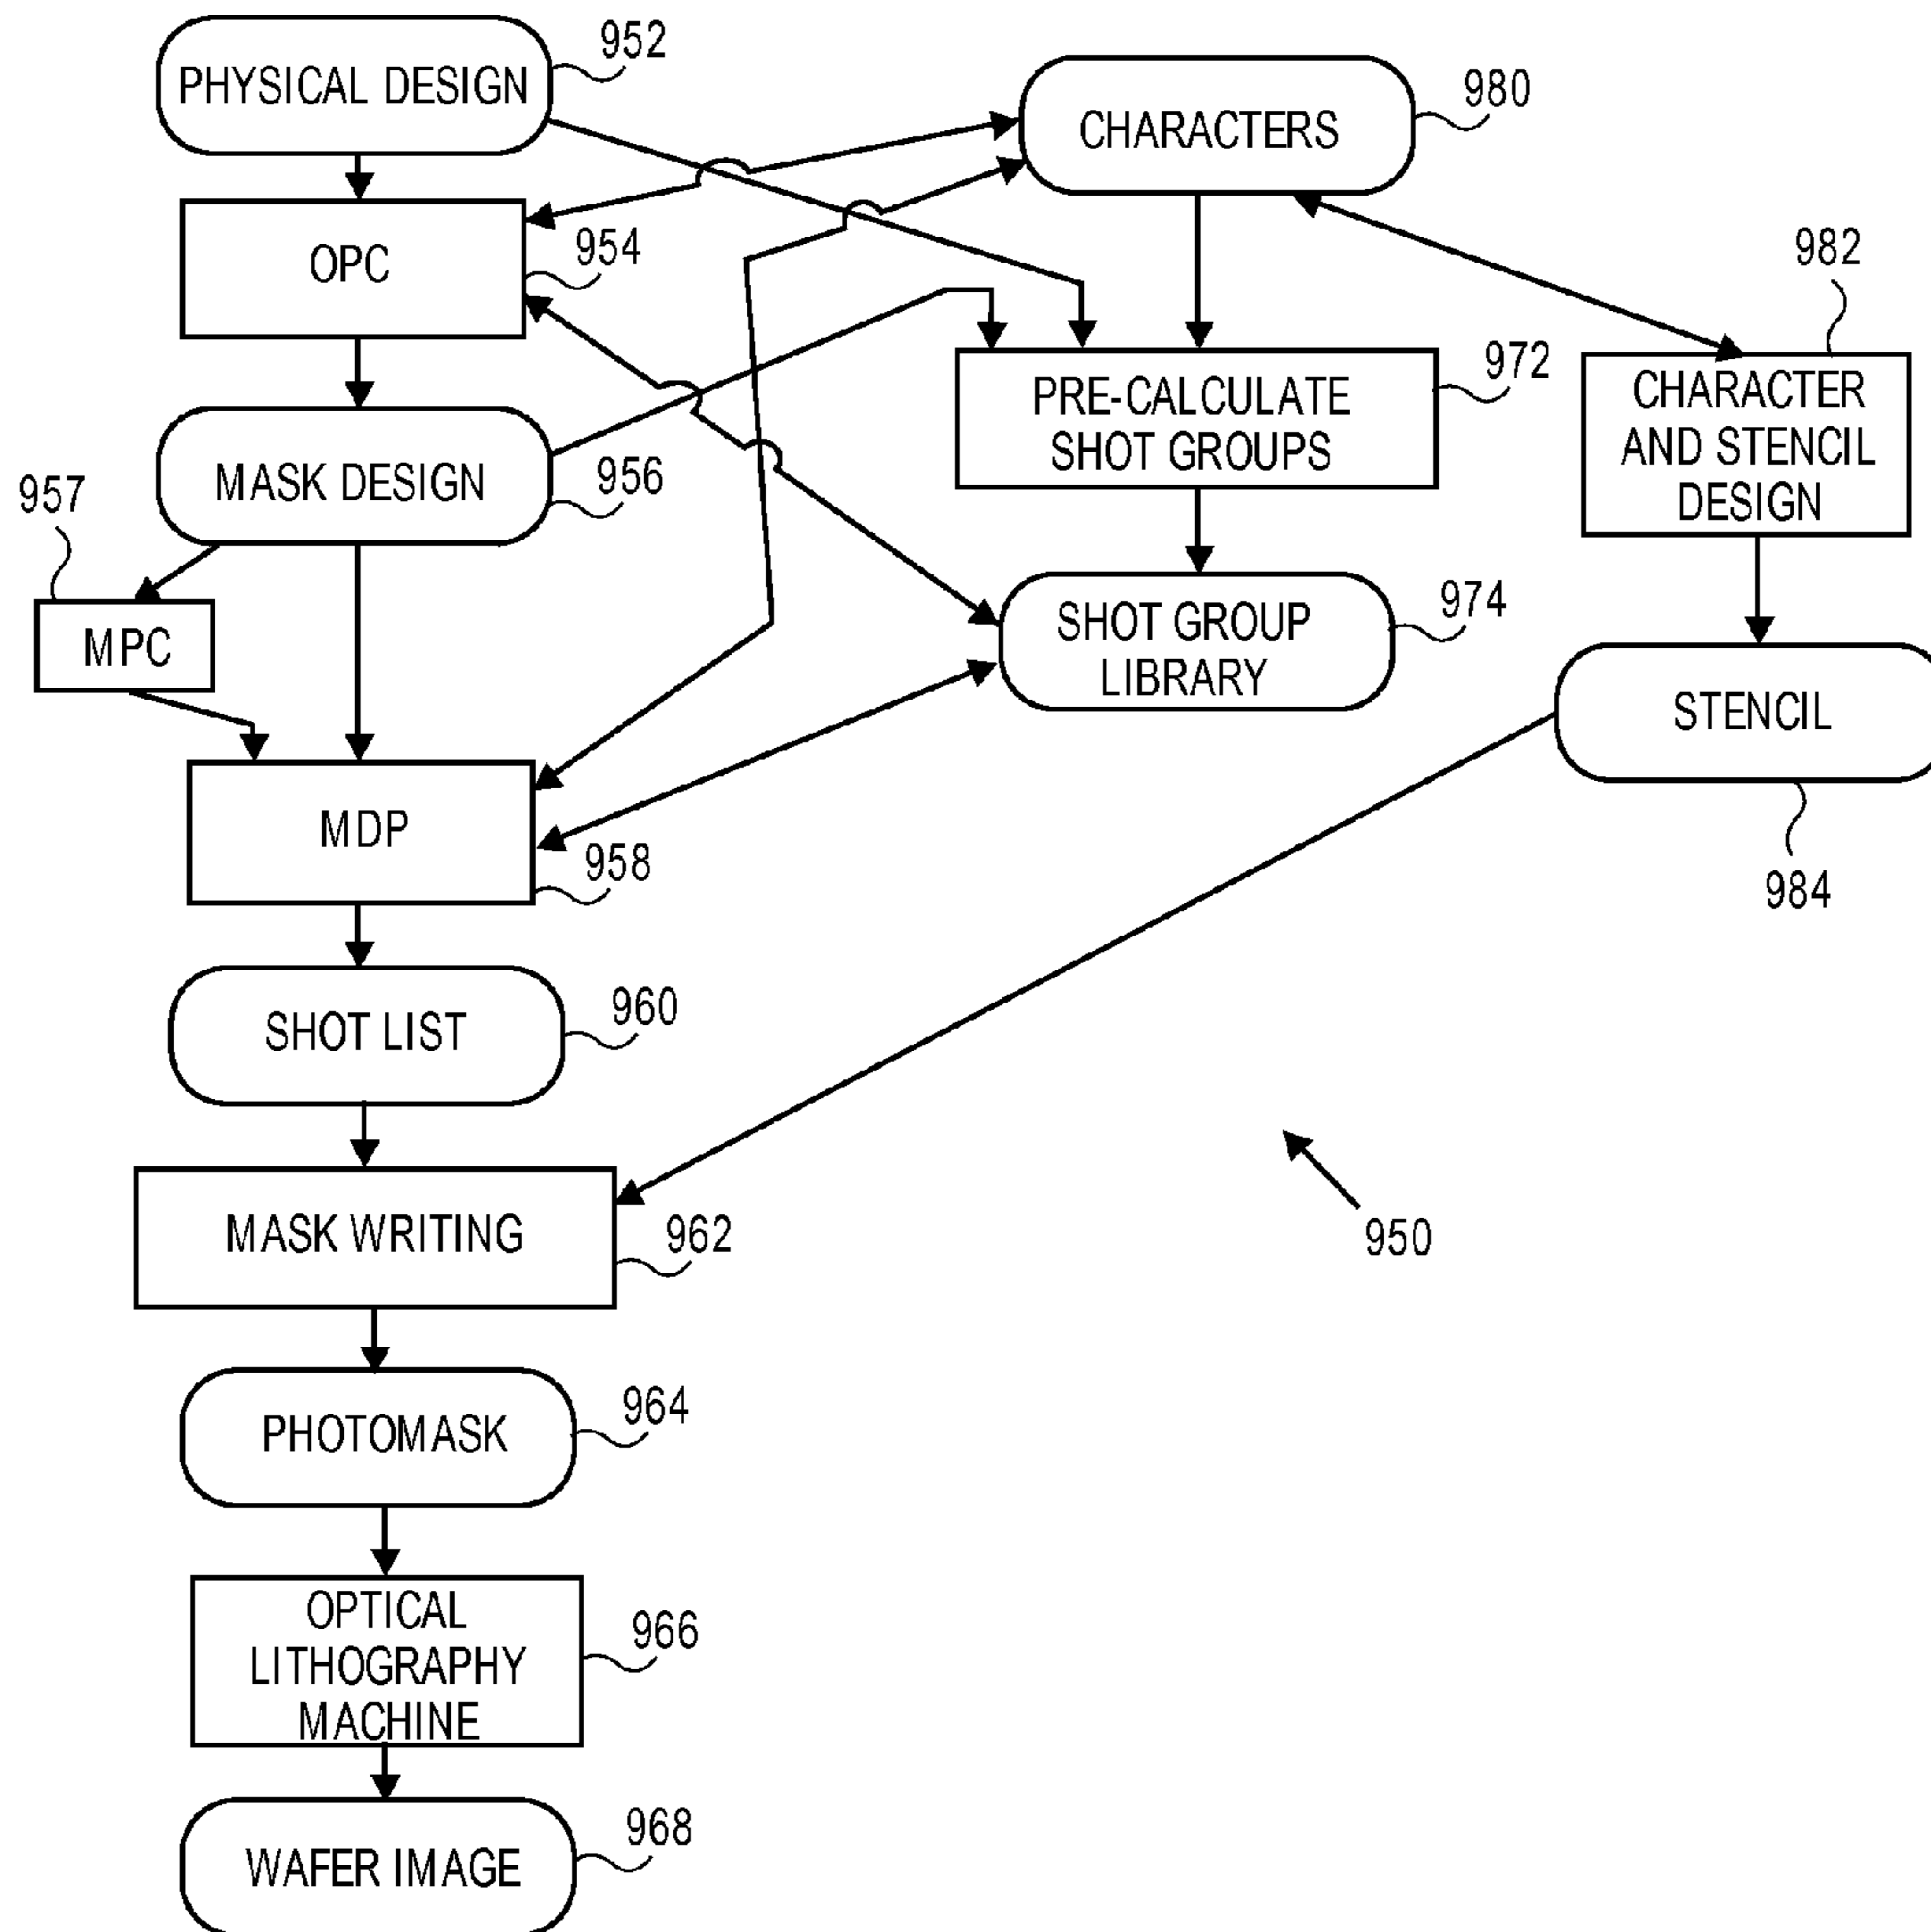 952
PHYSICAL DESIGN
980
CHARACTERS
OPC
954
982
972
PRE-CALCULATE
SHOT GROUPS
CHARACTER
AND STENCIL
DESIGN
957
MASK DESIGN
956
MPC
974
SHOT GROUP
LIBRARY
STENCIL
984
MDP
958
SHOT LIST
960
MASK WRITING
962
950
PHOTOMASK
964
OPTICAL
LITHOGRAPHY
MACHINE
966
WAFER IMAGE
968